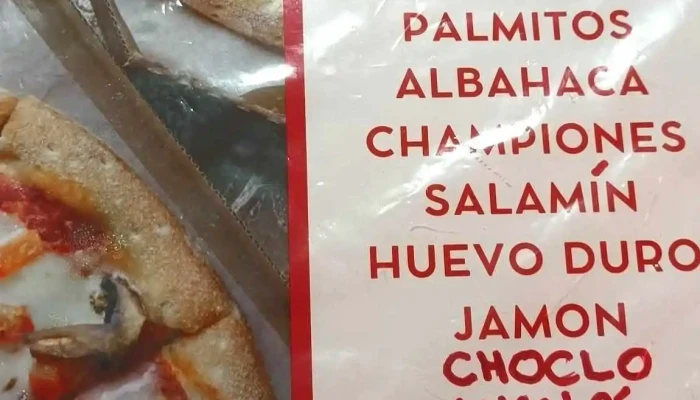 PALMITOS
ALBAHACA
CHAMPIONES
SALAMÍN
HUEVO DURO
JAMON
CHOCLO